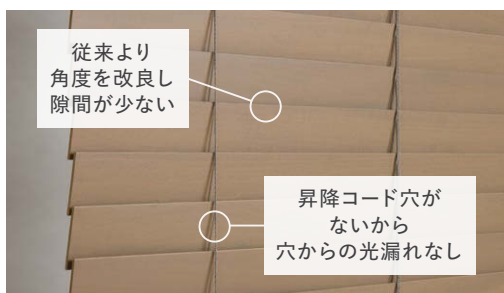 従来より
角度を改良し
隙間が少ない
昇降コード穴が
ないから
穴からの光漏れなし